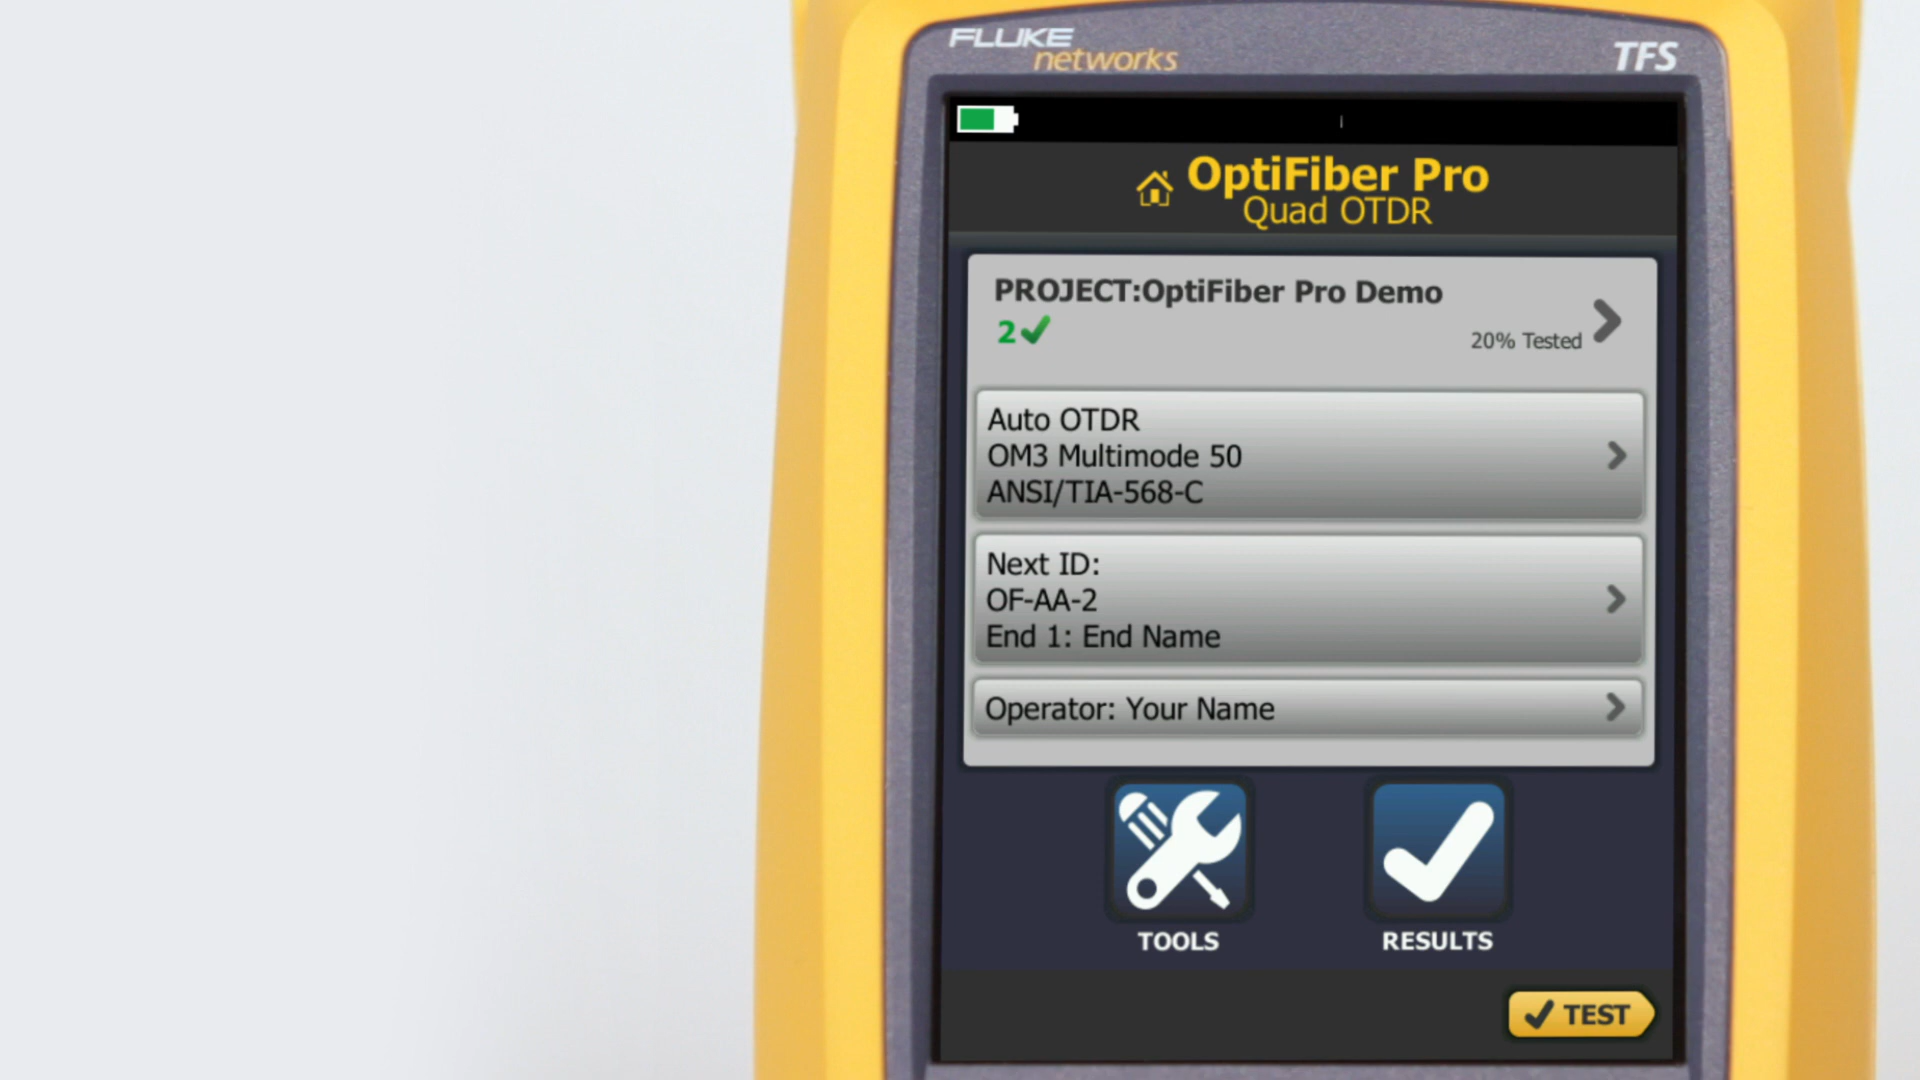 FLUKE
networks
TFS
OptiFiber Pro
Quad OTDR
PROJECT:OptiFiber Pro Demo
2
20% Tested
Auto OTDR
OM3 Multimode 50
ANSI/TIA-568-C
Next ID:
OF-AA-2
End 1: End Name
Operator: Your Name
TOOLS
RESULTS
TEST